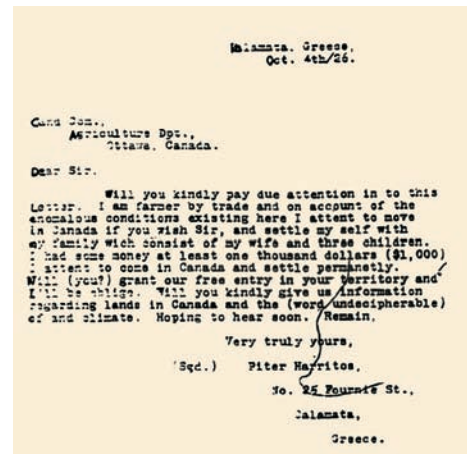 Kalamata. Greece,
Oct. 4th/26.
Cand Com.,
Agriculture Dpt.,
Ottawa. Canada.
Dear Sir.
Will you kindly pay due attention in to this
Letter. I am farmer by trade and on account of the
anomalous conditions existing here I attent to move
in Canada if you wish Sir, and settle my self with
my family wich consist of my wife and three children.
I had some money at least one thousand dollars ($1,000)
I attent to come in Canada and settle permanetly.
Will (you?) grant our free entry in your territory and
I'll be oblige. Will you kindly give us information
regarding lands in Canada and the (word undecipherable)
of and climate. Hoping to hear soon. Remain,
Very truly yours,
(Sgd.) Piter Harritos,
No. 25 Fournie St.,
Calamata,
Greece.